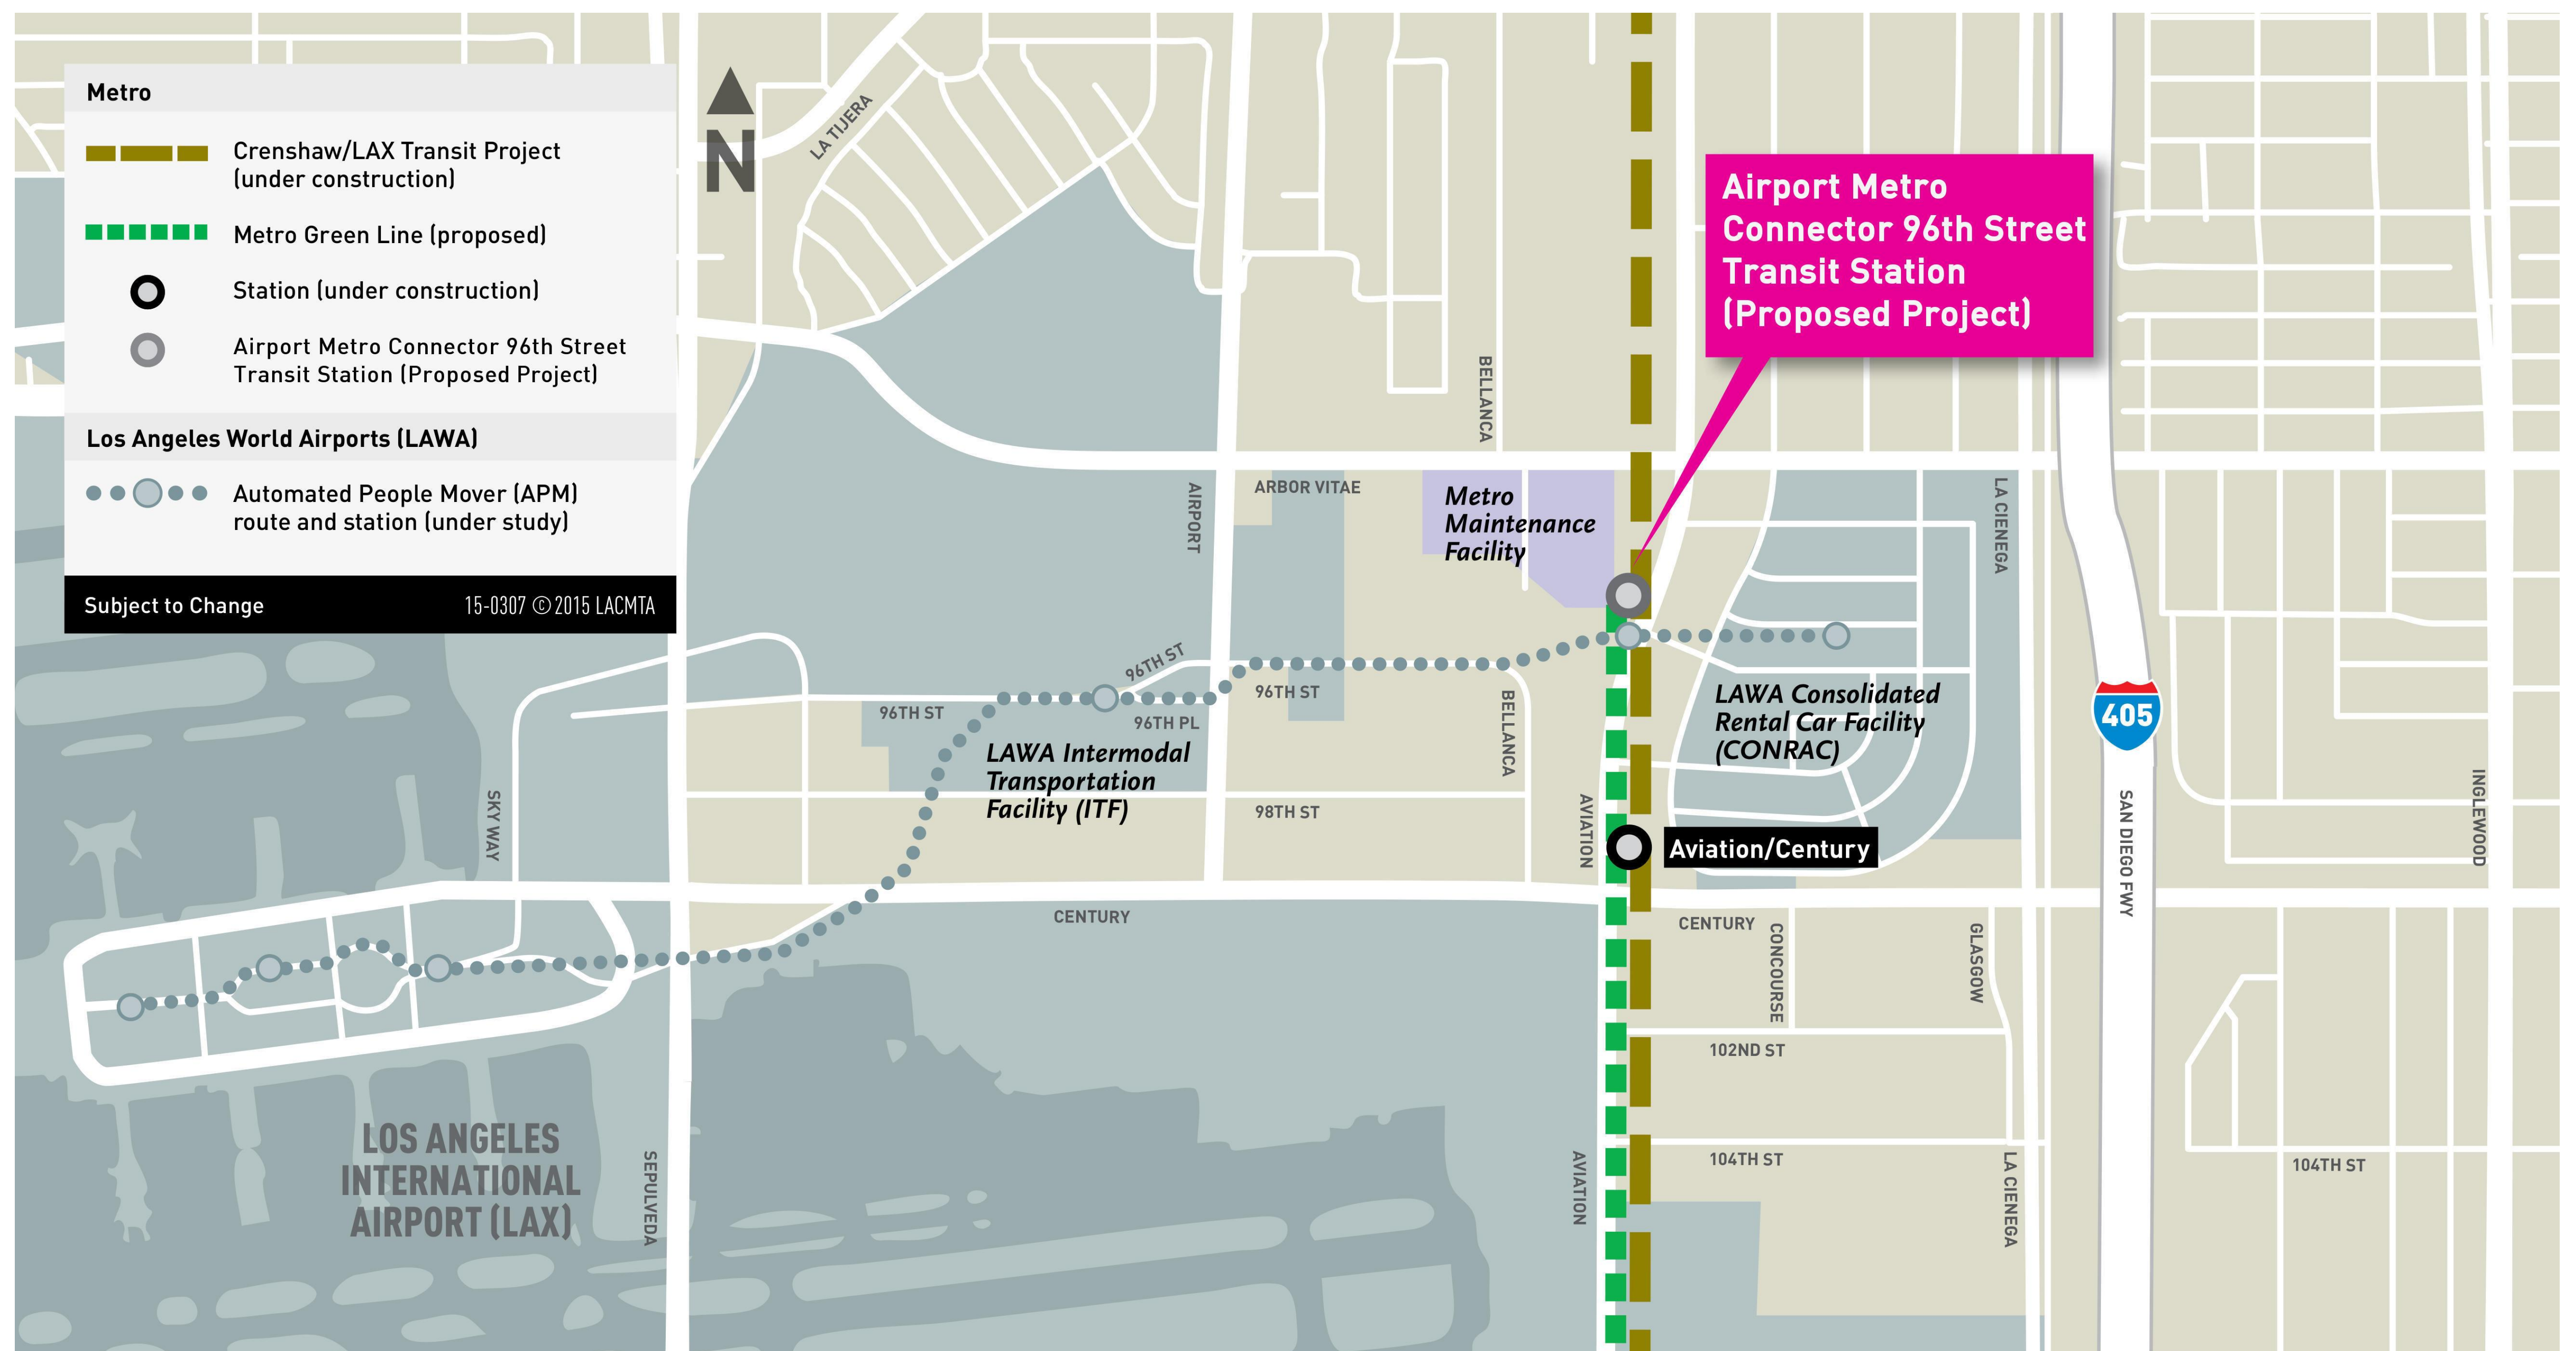 Metro
Crenshaw/LAX Transit Project
(under construction)
Metro Green Line (proposed)
Station (under construction)
Airport Metro Connector 96th Street
Transit Station (Proposed Project)
Los Angeles World Airports (LAWA)
Automated People Mover (APM)
route and station (under study)
Subject to Change
15-0307 © 2015 LACMTA
N
LA TIJERA
Airport Metro
Connector 96th Street
Transit Station
(Proposed Project)
BELLANCA
AIRPORT
ARBOR VITAE
Metro
Maintenance
Facility
LA CIENEGA
96TH ST
96TH ST
96TH ST
96TH PL
BELLANCA
LAWA Intermodal
Transportation
Facility (ITF)
LAWA Consolidated
Rental Car Facility
(CONRAC)
405
SKY WAY
98TH ST
AVIATION
Aviation/Century
SAN DIEGO FWY
INGLEWOOD
CENTURY
CENTURY
CONCOURSE
GLASGOW
102ND ST
LOS ANGELES
INTERNATIONAL
AIRPORT (LAX)
SEPULVEDA
AVIATION
104TH ST
LA CIENEGA
104TH ST